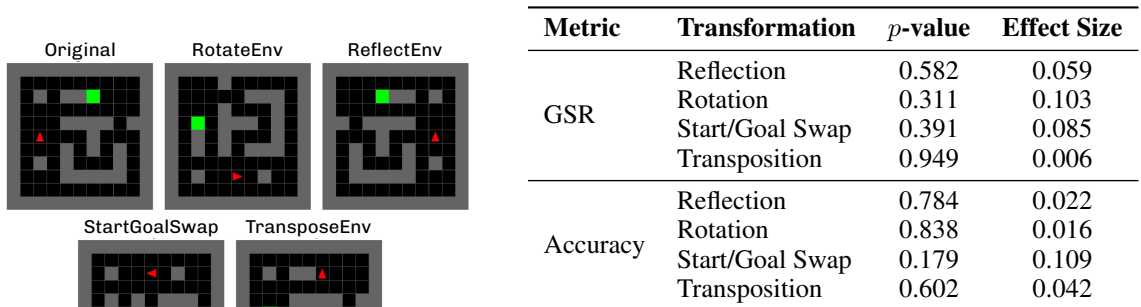 Original RotateEnv ReflectEnv
StartGoalSwap TransposeEnv
Metric Transformation p-value Effect Size
GSR
Reflection 0.582 0.059
Rotation 0.311 0.103
Start/Goal Swap 0.391 0.085
Transposition 0.949 0.006
Accuracy
Reflection 0.784 0.022
Rotation 0.838 0.016
Start/Goal Swap 0.179 0.109
Transposition 0.602 0.042